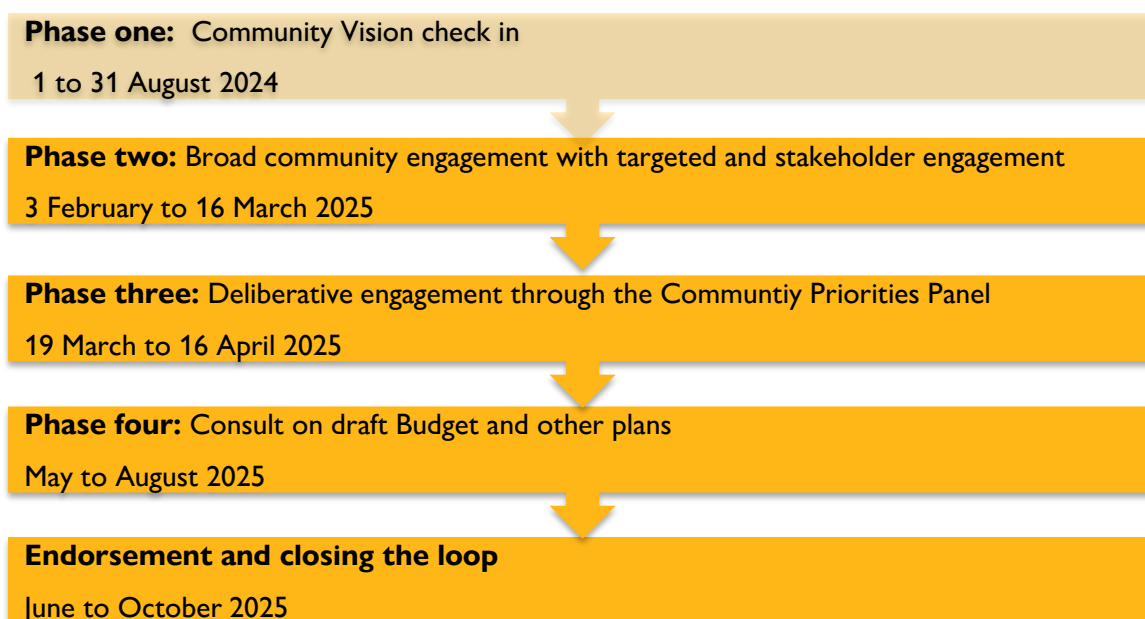 Phase one: Community Vision check in
1 to 31 August 2024
Phase two: Broad community engagement with targeted and stakeholder engagement
3 February to 16 March 2025
Phase three: Deliberative engagement through the Communtiy Priorities Panel
19 March to 16 April 2025
Phase four: Consult on draft Budget and other plans
May to August 2025
Endorsement and closing the loop
June to October 2025